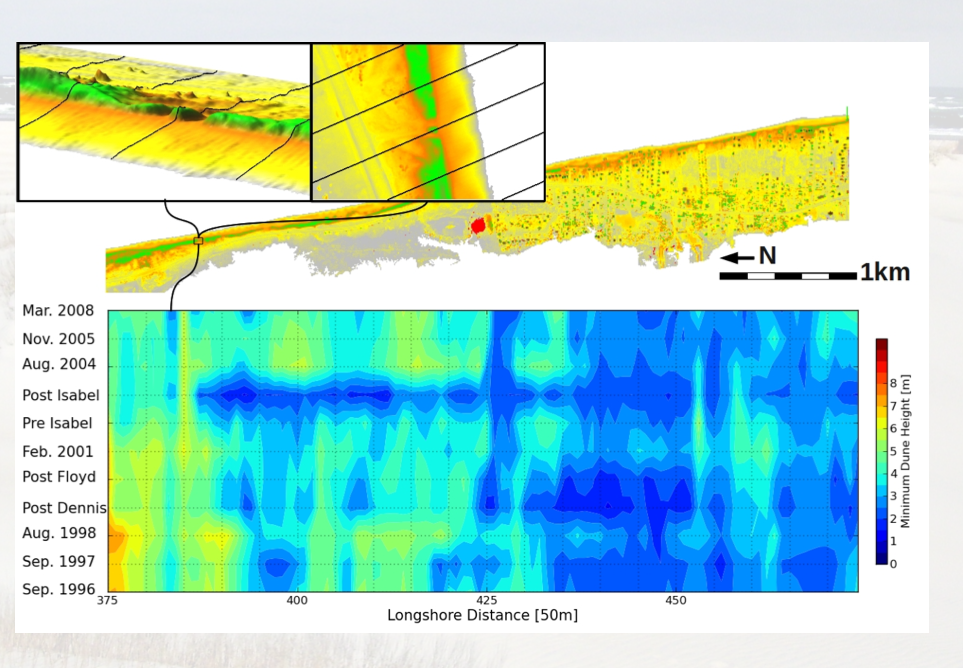 N
1km
Mar. 2008
Nov. 2005
Aug. 2004
Post Isabel
Pre Isabel
Feb. 2001
Post Floyd
Post Dennis
Aug. 1998
Sep. 1997
Sep. 1996
375
400
425
450
Longshore Distance [50m]
8
7
6
5
4
3
2
1
0
Minimum Dune Height [m]